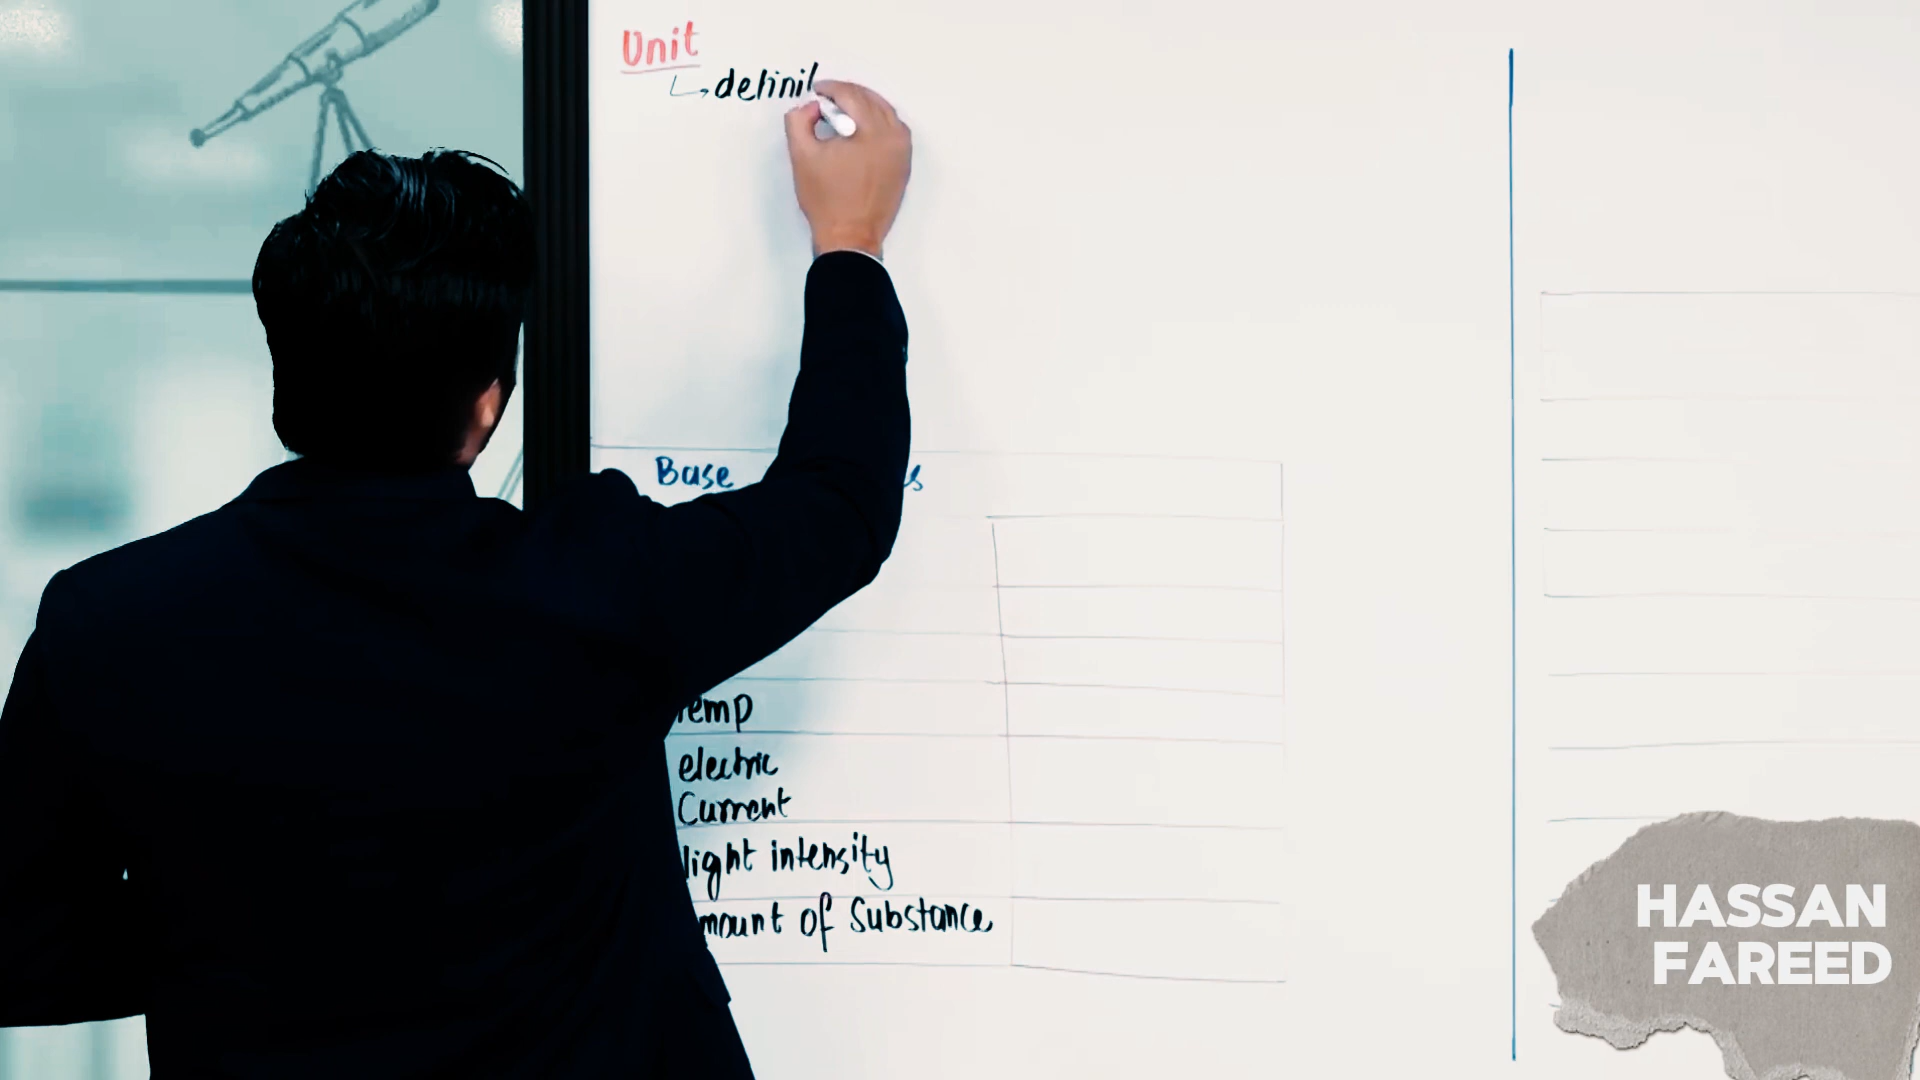 Unit
definit
Base
Temp
electric
Current
light intensity
amount of Substance
HASSAN
FAREED